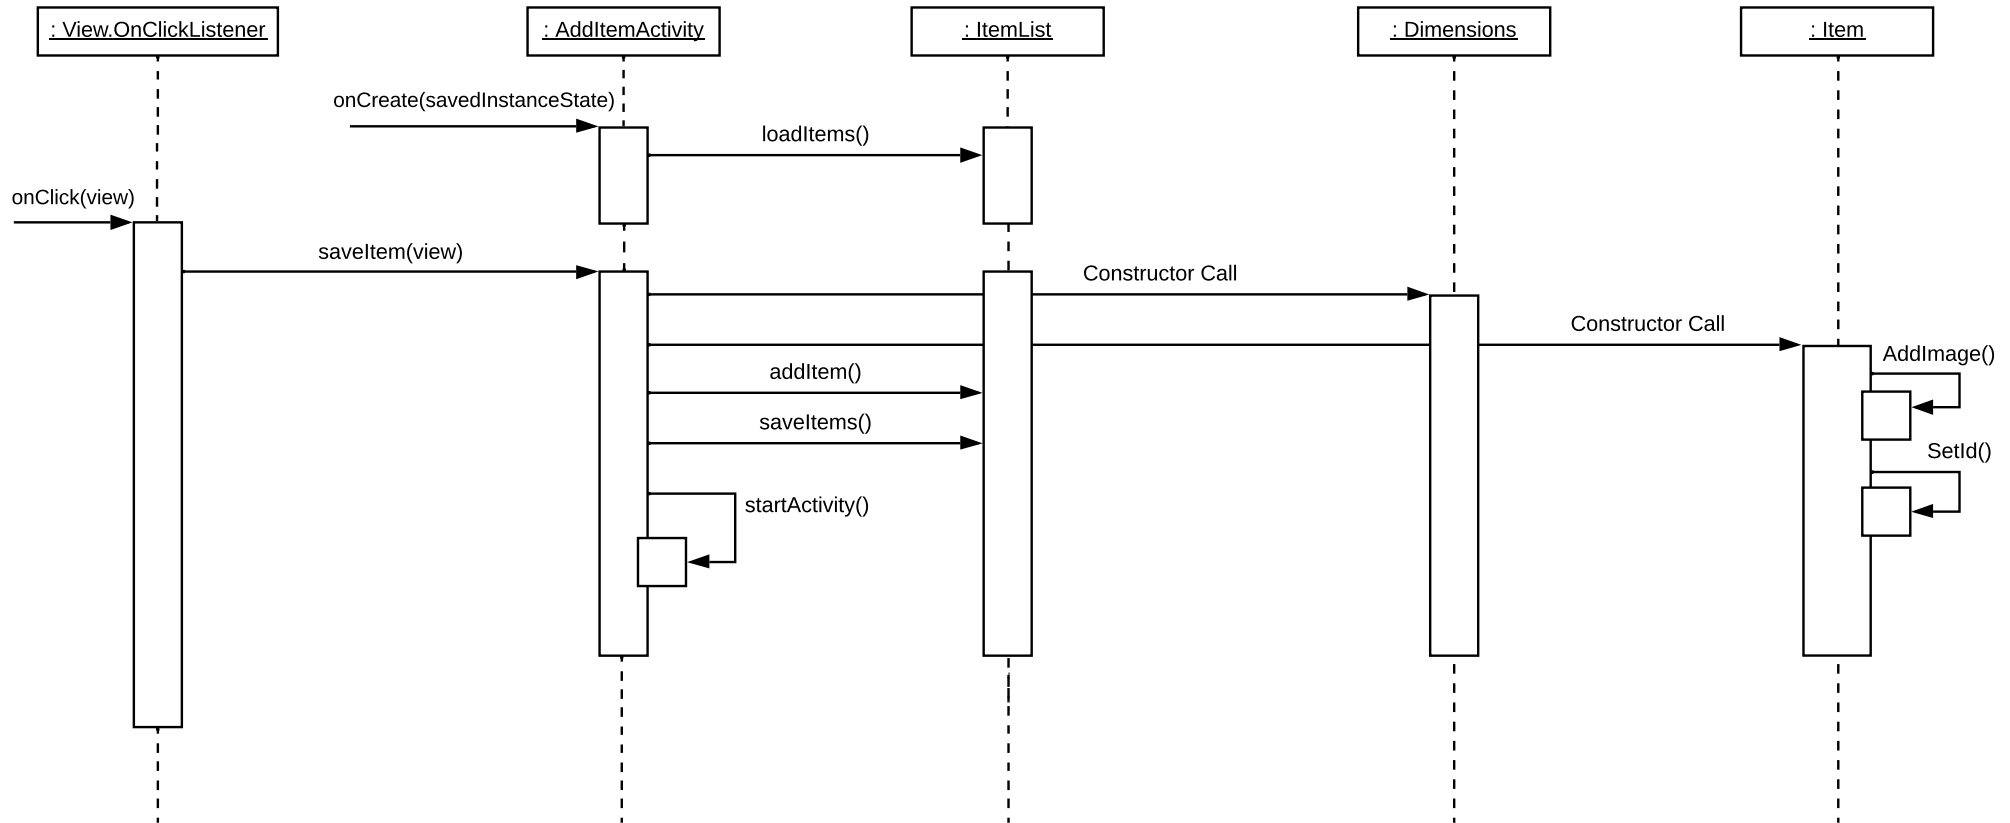 : View.OnClickListener
: AddItemActivity
: ItemList
: Dimensions
: Item
onCreate(savedInstanceState)
loadItems()
onClick(view)
saveItem(view)
Constructor Call
Constructor Call
AddImage()
addItem()
saveItems()
SetId()
startActivity()